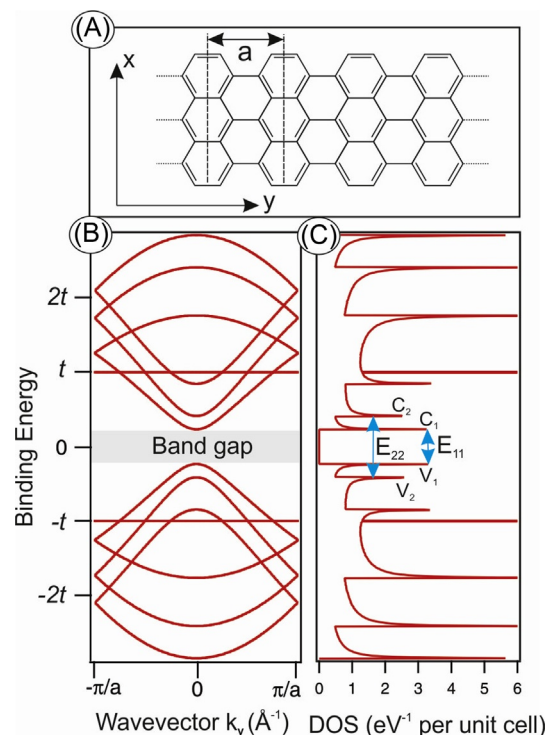 (A)
x
a
y
(B)
(C)
2t
t
0
-t
-2t
Binding Energy
Band gap
C₂
C₁
E₂₂
E₁₁
V₁
V₂
-π/a
0
π/a
0
1
2
3
4
5
6
Wavevector kᵧ (Å⁻¹)
DOS (eV⁻¹ per unit cell)